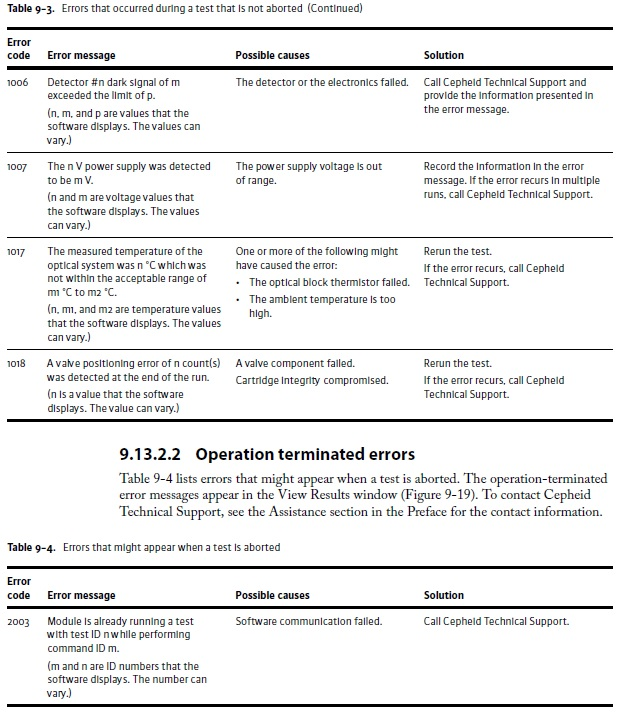 Table 9-3. Errors that occurred during a test that is not aborted (Continued)
Error
code Error message Possible causes Solution
1006 Detector #n dark signal of m The detector or the electronics failed. Call Cepheid Technical Support and
exceeded the limit of p. provide the information presented in
(n, m, and p are values that the the error message.
software displays. The values can
vary.)
1007 The n V power supply was detected The power supply voltage is out Record the information in the error
to be m V. of range. message. If the error recurs in multiple
(n and m are voltage values that runs, call Cepheid Technical Support.
the software displays. The values
can vary.)
1017 The measured temperature of the One or more of the following might Rerun the test.
optical system was n °C which was have caused the error: If the error recurs, call Cepheid
not within the acceptable range of • The optical block thermistor failed. Technical Support.
m °C to m2 °C. • The ambient temperature is too
(n, m1, and m2 are temperature values high.
that the software displays. The values
can vary.)
1018 A valve positioning error of n count(s) A valve component failed. Rerun the test.
was detected at the end of the run. Cartridge integrity compromised. If the error recurs, call Cepheid
(n is a value that the software Technical Support.
displays. The value can vary.)
9.13.2.2 Operation terminated errors
Table 9-4 lists errors that might appear when a test is aborted. The operation-terminated
error messages appear in the View Results window (Figure 9-19). To contact Cepheid
Technical Support, see the Assistance section in the Preface for the contact information.
Table 9-4. Errors that might appear when a test is aborted
Error
code Error message Possible causes Solution
2003 Module is already running a test Software communication failed. Call Cepheid Technical Support.
with test ID n while performing
command ID m.
(m and n are ID numbers that the
software displays. The number can
vary.)